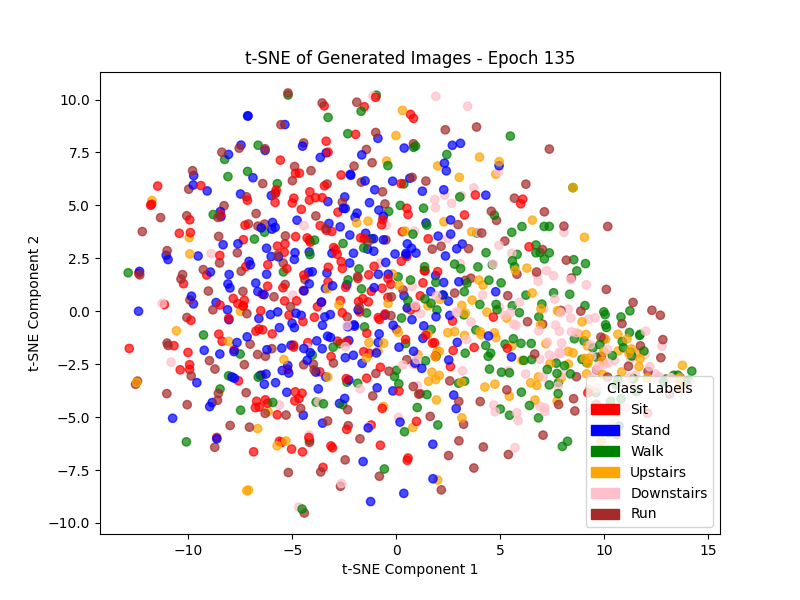 t-SNE of Generated Images - Epoch 135
t-SNE Component 2
10.0
7.5
5.0
2.5
0.0
−2.5
−5.0
−7.5
−10.0
Class Labels
Sit
Stand
Walk
Upstairs
Downstairs
Run
−10 −5 0 5 10 15
t-SNE Component 1